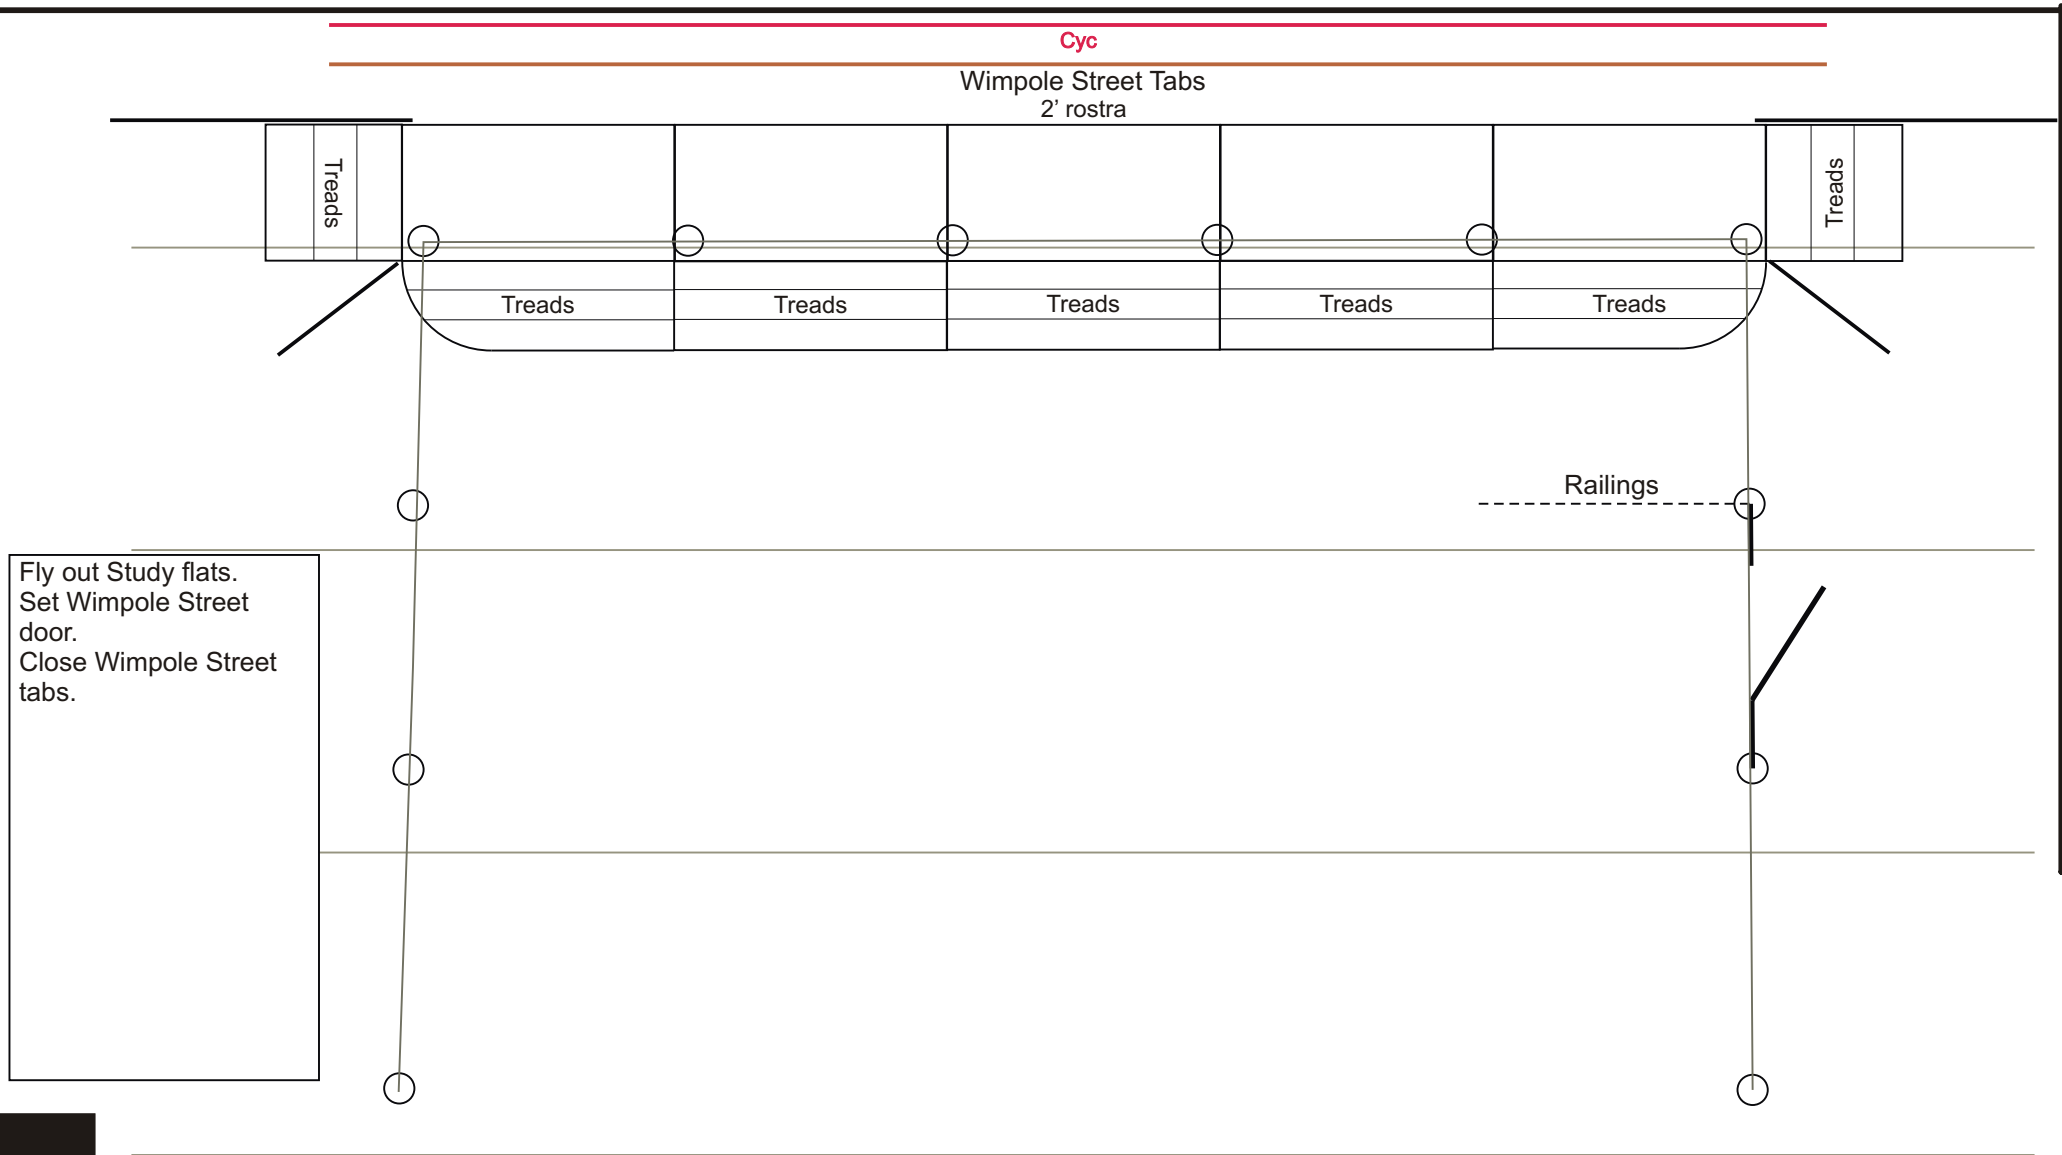 Cyc
Wimpole Street Tabs
2’ rostra
Treads
Treads
Treads
Treads
Treads
Treads
Treads
Railings
Fly out Study flats.
Set Wimpole Street
door.
Close Wimpole Street
tabs.